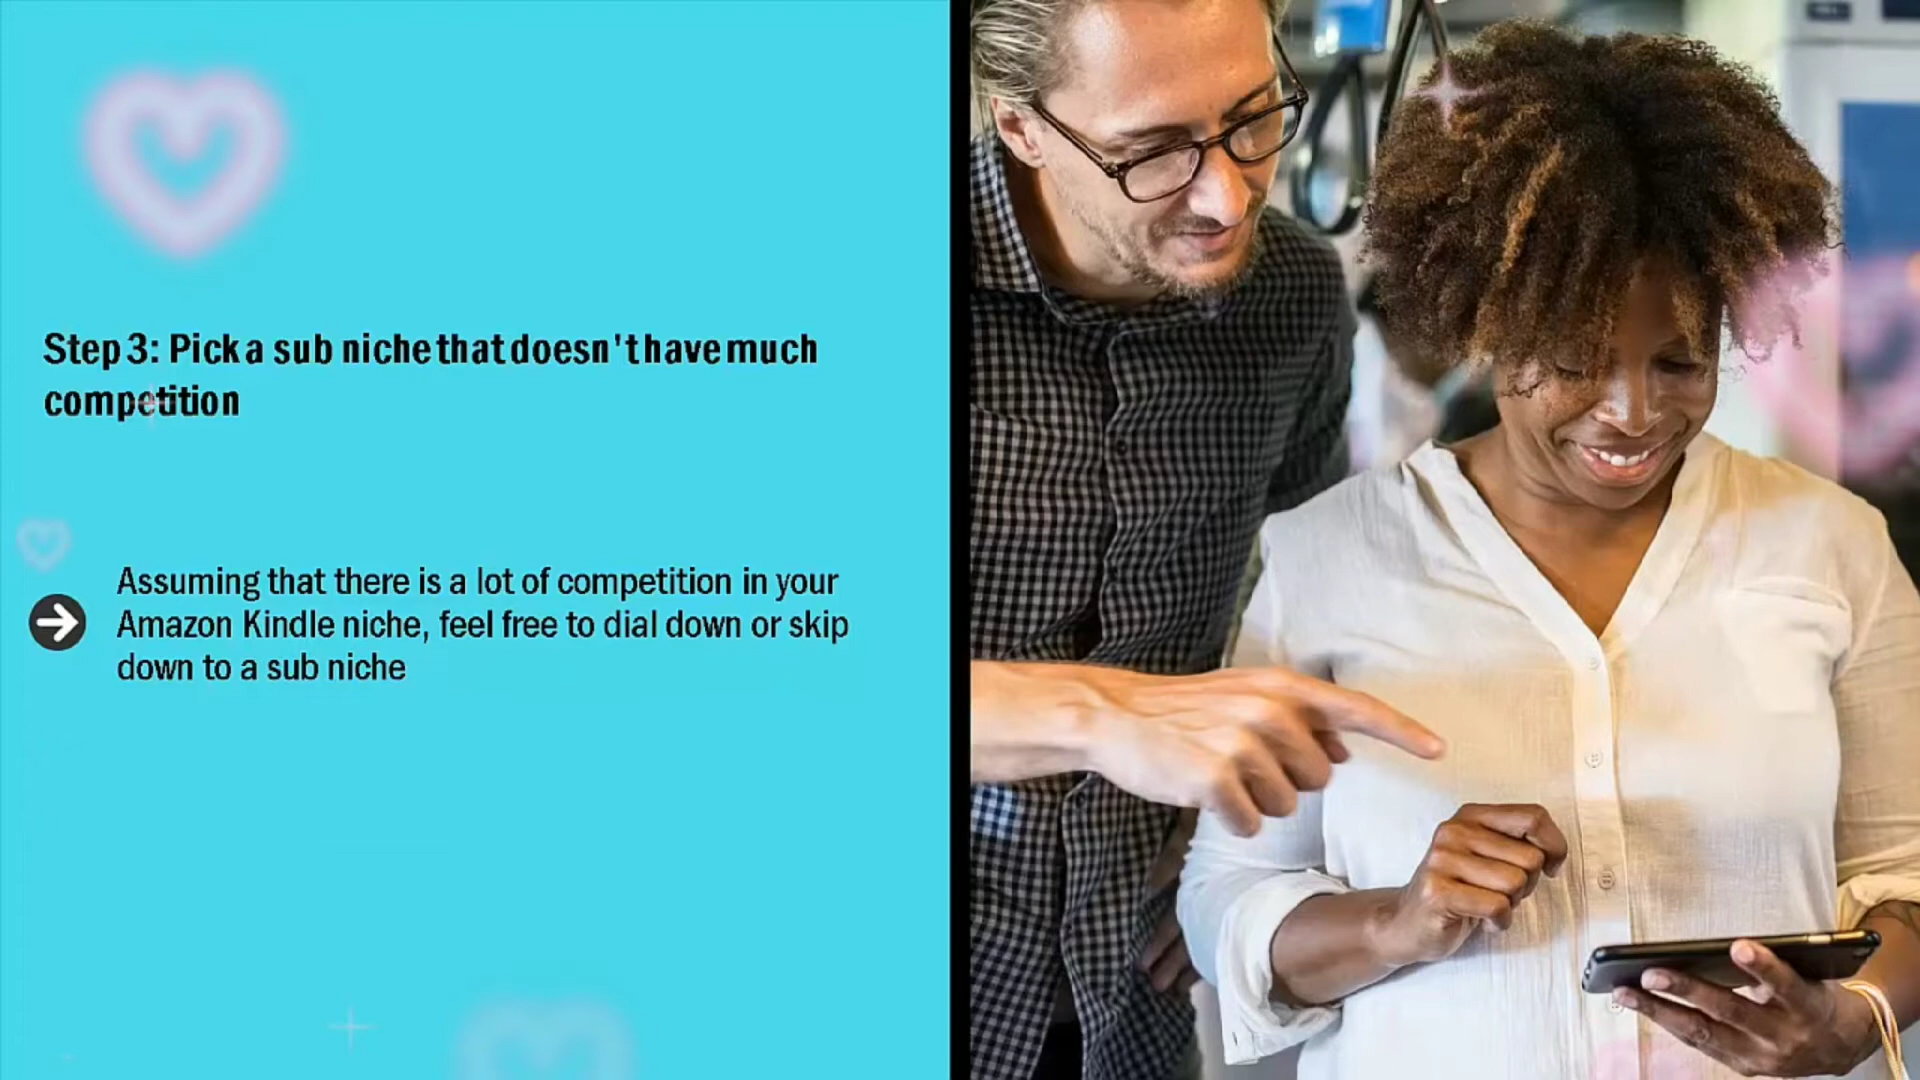 Step 3: Pick a sub niche that doesn't have much
competition
Assuming that there is a lot of competition in your
Amazon Kindle niche, feel free to dial down or skip
down to a sub niche